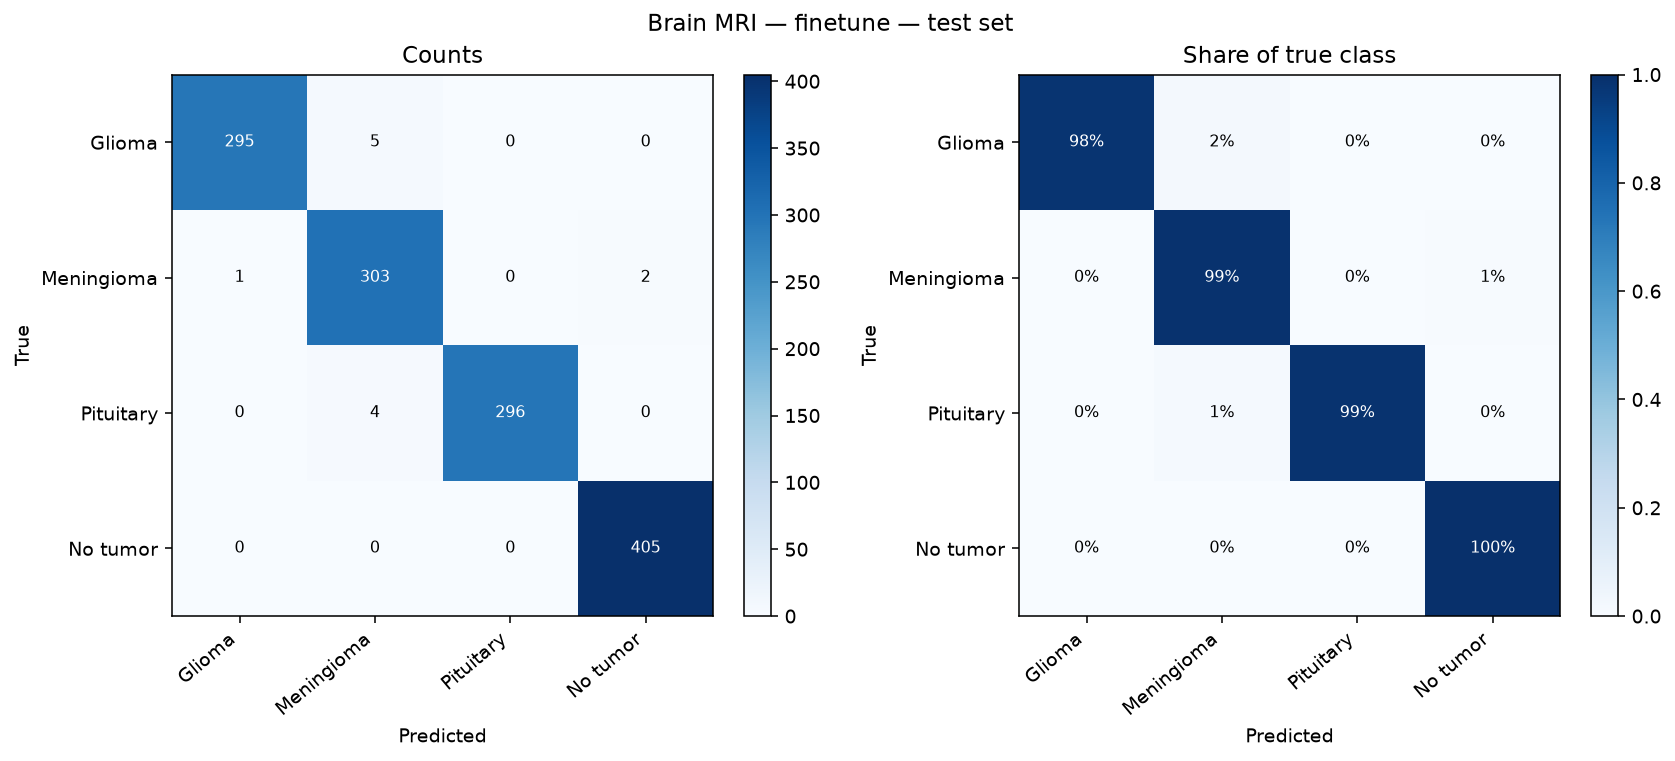 Brain MRI — finetune — test set
Counts
Glioma 295 5 0 0
Meningioma 1 303 0 2
Pituitary 0 4 296 0
No tumor 0 0 0 405
True
Glioma Meningioma Pituitary No tumor
Predicted
400
350
300
250
200
150
100
50
0
Share of true class
Glioma 98% 2% 0% 0%
Meningioma 0% 99% 0% 1%
Pituitary 0% 1% 99% 0%
No tumor 0% 0% 0% 100%
True
Glioma Meningioma Pituitary No tumor
Predicted
1.0
0.8
0.6
0.4
0.2
0.0